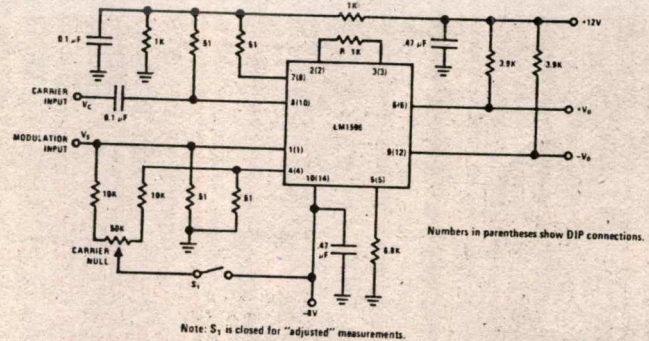 1K
+12V
0.1 μF
1K
51
51
R 1K
.47 μF
3.9K
3.9K
2(2)
3(3)
7(8)
CARRIER
INPUT
VC
0.1 μF
8(10)
LM1596
6(6)
+Vo
MODULATION
INPUT
VS
1(1)
4(4)
9(12)
-Vo
10(14)
5(5)
10K
10K
51
51
50K
CARRIER
NULL
.47
μF
6.8K
Numbers in parentheses show DIP connections.
S1
-8V
Note: S1 is closed for "adjusted" measurements.